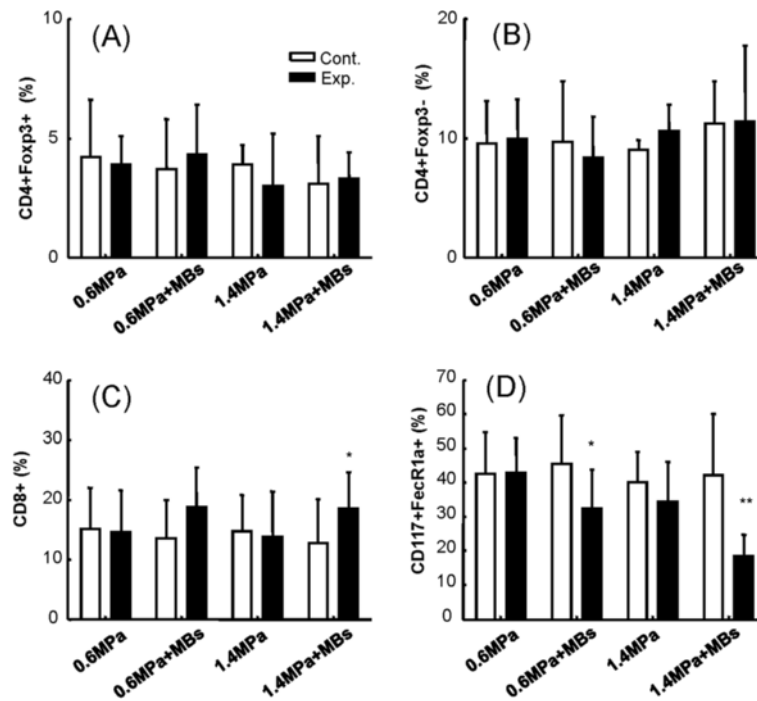 (A)
Cont.
Exp.
CD4+Foxp3+ (%)
10
5
0
0.6MPa
0.6MPa+MBs
1.4MPa
1.4MPa+MBs
(B)
CD4+Foxp3- (%)
20
10
0
0.6MPa
0.6MPa+MBs
1.4MPa
1.4MPa+MBs
(C)
CD8+ (%)
40
30
20
10
0
*
0.6MPa
0.6MPa+MBs
1.4MPa
1.4MPa+MBs
(D)
CD117+FecR1a+ (%)
70
60
50
40
30
20
10
0
*
**
0.6MPa
0.6MPa+MBs
1.4MPa
1.4MPa+MBs